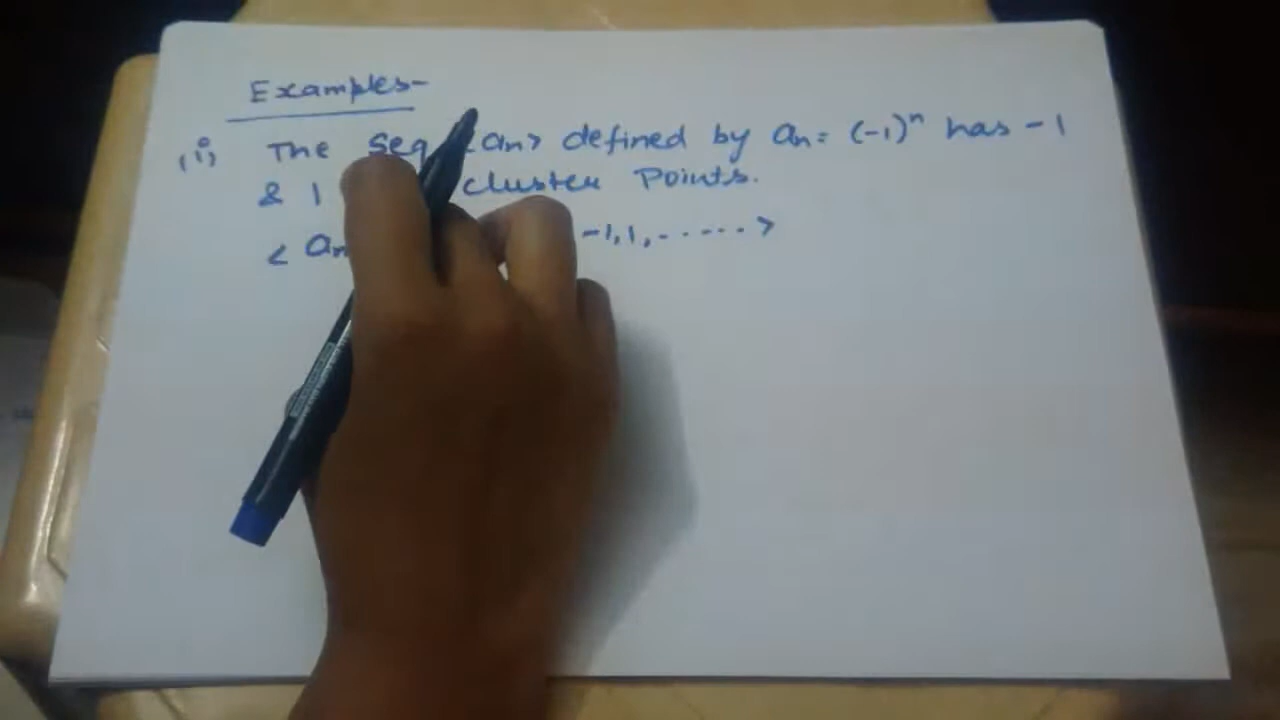 Examples-
(i) The seq <an> defined by an = (-1)ⁿ has -1
& 1 cluster Points.
< an -1,1,......>